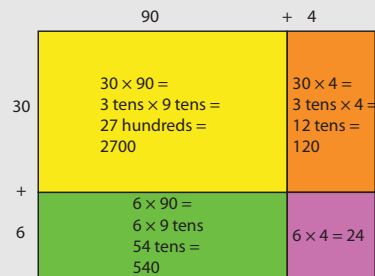 90 + 4
30
30 × 90 =
3 tens × 9 tens =
27 hundreds =
2700
30 × 4 =
3 tens × 4 =
12 tens =
120
+
6
6 × 90 =
6 × 9 tens
54 tens =
540
6 × 4 = 24